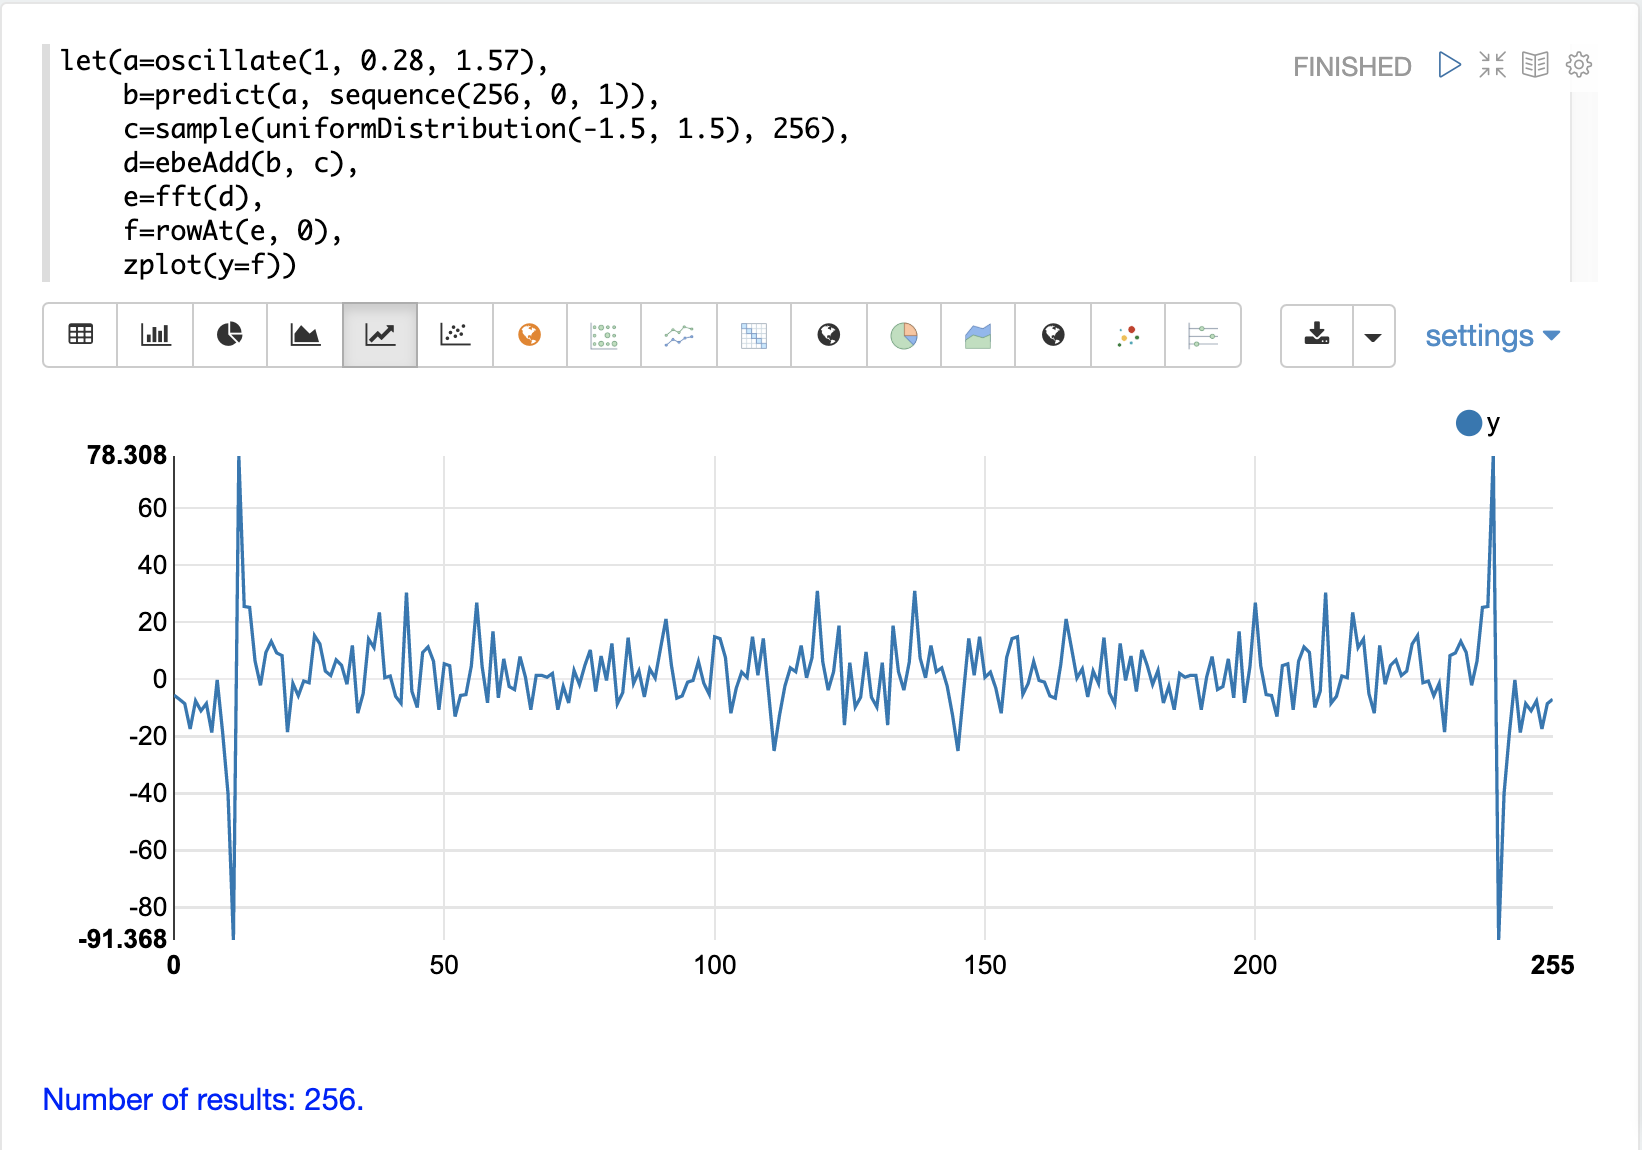 let(a=oscillate(1, 0.28, 1.57),
b=predict(a, sequence(256, 0, 1)),
c=sample(uniformDistribution(-1.5, 1.5), 256),
d=ebeAdd(b, c),
e=fft(d),
f=rowAt(e, 0),
zplot(y=f))
FINISHED
settings
y
78.308
60
40
20
0
-20
-40
-60
-80
-91.368
0
50
100
150
200
255
Number of results: 256.